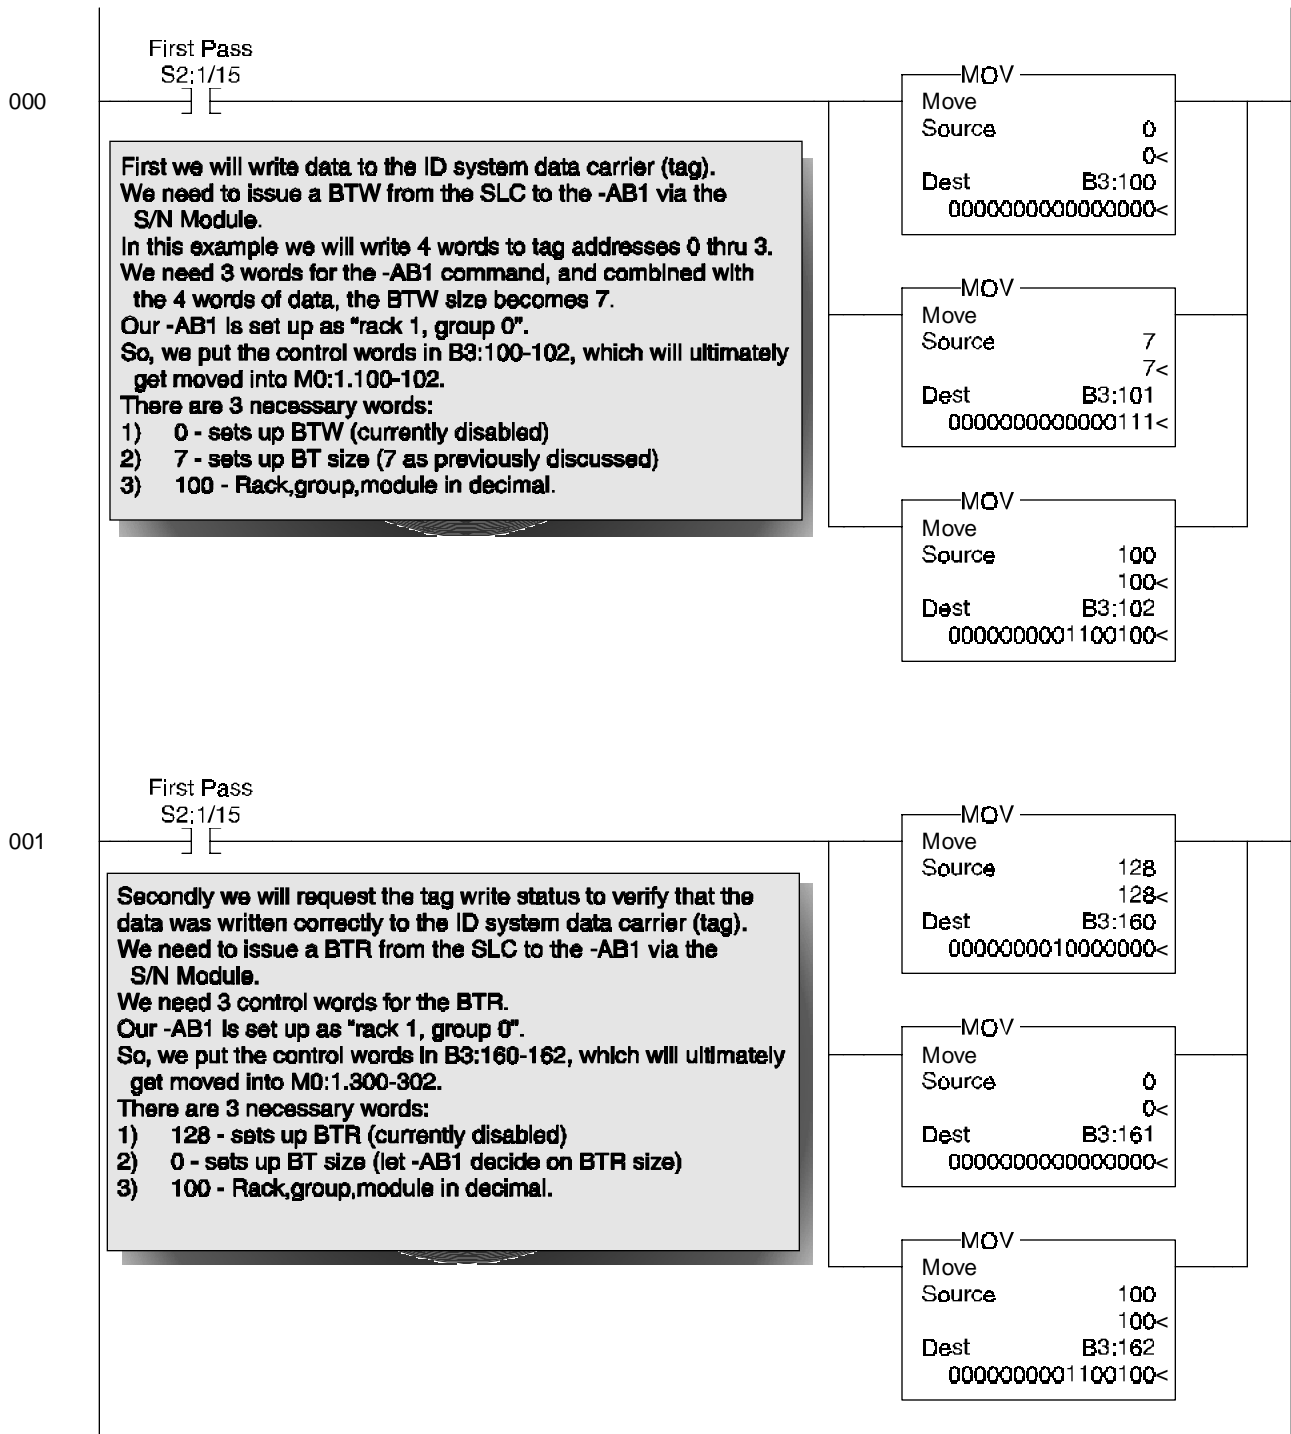 First Pass
S2:1/15
000
MOV
Move
Source 0
0<
Dest B3:100
0000000000000000<
First we will write data to the ID system data carrier (tag).
We need to issue a BTW from the SLC to the -AB1 via the
S/N Module.
In this example we will write 4 words to tag addresses 0 thru 3.
We need 3 words for the -AB1 command, and combined with
the 4 words of data, the BTW size becomes 7.
Our -AB1 is set up as "rack 1, group 0".
So, we put the control words in B3:100-102, which will ultimately
get moved into M0:1.100-102.
There are 3 necessary words:
1) 0 - sets up BTW (currently disabled)
2) 7 - sets up BT size (7 as previously discussed)
3) 100 - Rack,group,module in decimal.
MOV
Move
Source 7
7<
Dest B3:101
0000000000000111<
MOV
Move
Source 100
100<
Dest B3:102
0000000001100100<
First Pass
S2:1/15
001
MOV
Move
Source 128
128<
Dest B3:160
0000000010000000<
Secondly we will request the tag write status to verify that the
data was written correctly to the ID system data carrier (tag).
We need to issue a BTR from the SLC to the -AB1 via the
S/N Module.
We need 3 control words for the BTR.
Our -AB1 is set up as "rack 1, group 0".
So, we put the control words in B3:160-162, which will ultimately
get moved into M0:1.300-302.
There are 3 necessary words:
1) 128 - sets up BTR (currently disabled)
2) 0 - sets up BT size (let -AB1 decide on BTR size)
3) 100 - Rack,group,module in decimal.
MOV
Move
Source 0
0<
Dest B3:161
0000000000000000<
MOV
Move
Source 100
100<
Dest B3:162
0000000001100100<